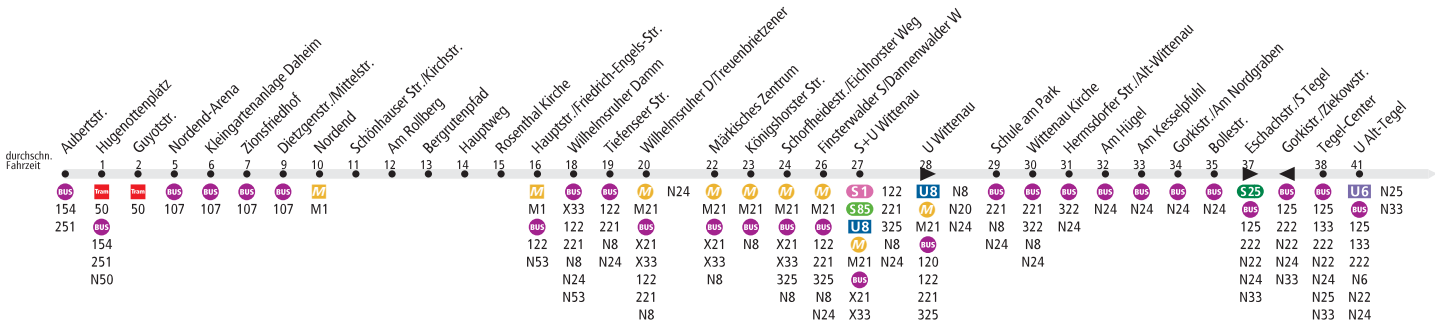 durchschn.
Fahrzeit
Aubertstr.
BUS
154
251
Hugenottenplatz
1
Tram
50
BUS
154
251
N50
Guyotstr.
2
Tram
50
Nordend-Arena
5
BUS
107
Kleingartenanlage Daheim
6
BUS
107
Zionsfriedhof
7
BUS
107
Dietzgenstr./Mittelstr.
9
BUS
107
Nordend
10
M
M1
Schönhauser Str./Kirchstr.
11
Am Rollberg
12
Bergrutenpfad
13
Hauptweg
14
Rosenthal Kirche
15
Hauptstr./Friedrich-Engels-Str.
16
M
M1
BUS
122
N53
Wilhelmsruher Damm
18
BUS
X33
122
221
N8
N24
N53
Tiefenseer Str.
19
BUS
122
221
N8
N24
Wilhelmsruher D/Treuenbrietzener
20
M
M21
BUS
X21
X33
122
221
N8
N24
Märkisches Zentrum
22
M
M21
BUS
X21
X33
N8
Königshorster Str.
23
M
M21
BUS
N8
Schorfheidestr./Eichhorster Weg
24
M
M21
BUS
X21
X33
325
N8
Finsterwalder S/Dannenwalder W
26
M
M21
BUS
122
221
325
N8
N24
S+U Wittenau
27
S1
S85
U8
M
M21
BUS
X21
X33
122
221
325
N8
N24
U Wittenau
28
U8
M
M21
BUS
120
122
221
325
N8
N20
N24
Schule am Park
29
BUS
221
N8
N24
Wittenau Kirche
30
BUS
221
322
N8
N24
Hermsdorfer Str./Alt-Wittenau
31
BUS
322
N24
Am Hügel
32
BUS
N24
Am Kesselpfuhl
33
BUS
N24
Gorkistr./Am Nordgraben
34
BUS
N24
Bollestr.
35
BUS
N24
Eschachstr./S Tegel
37
S25
BUS
125
222
N22
N24
N33
Gorkistr./Ziekowstr.
BUS
125
222
N22
N24
N33
Tegel-Center
38
BUS
125
133
222
N22
N24
N25
N33
U Alt-Tegel
41
U6
BUS
125
133
222
N6
N22
N24
N25
N33